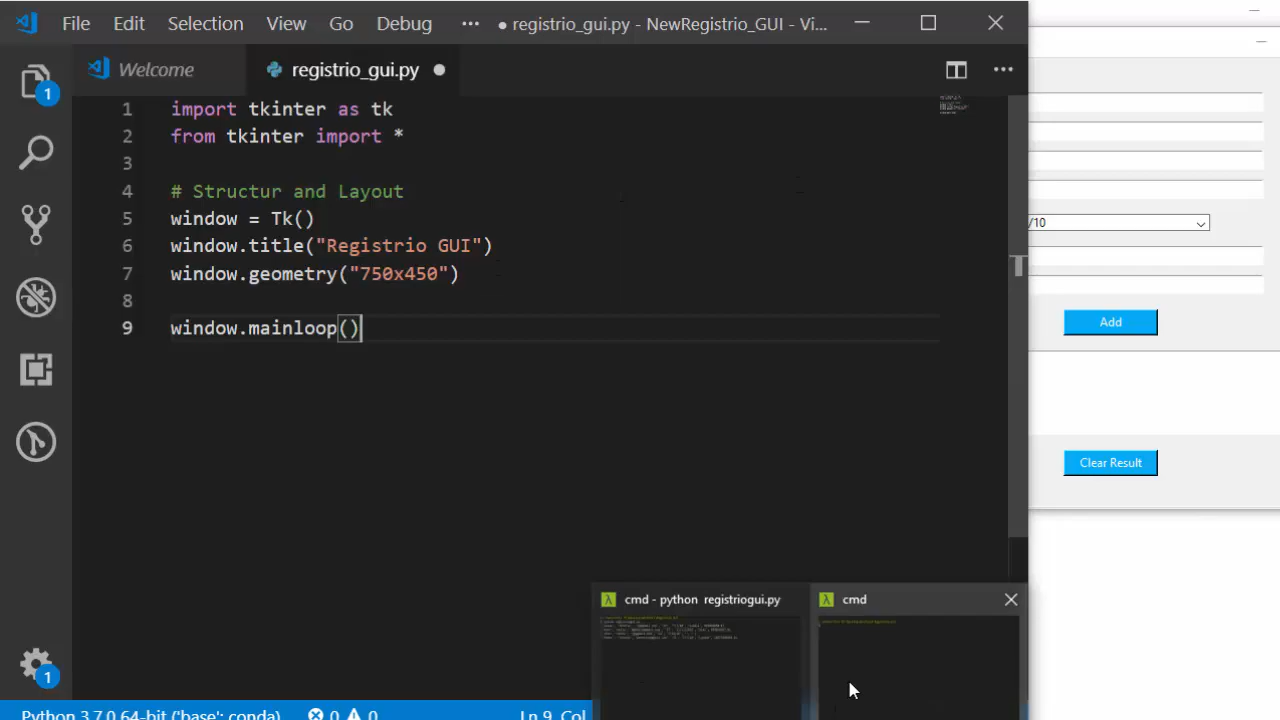 File Edit Selection View Go Debug ··· ● registrio_gui.py - NewRegistrio_GUI - Vi...
Welcome registrio_gui.py ●
1 import tkinter as tk
2 from tkinter import *
3
4 # Structur and Layout
5 window = Tk()
6 window.title("Registrio GUI")
7 window.geometry("750x450")
8
9 window.mainloop()
1
/10
Add
Clear Result
cmd - python registriogui.py
cmd
1
Python 3.7.0 64-bit ('base': conda) 0 0 Ln 9, Col